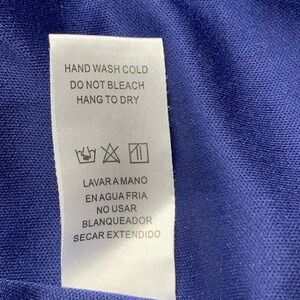 HAND WASH COLD
DO NOT BLEACH
HANG TO DRY
LAVAR A MANO
EN AGUA FRIA
NO USAR
BLANQUEADOR
SECAR EXTENDIDO